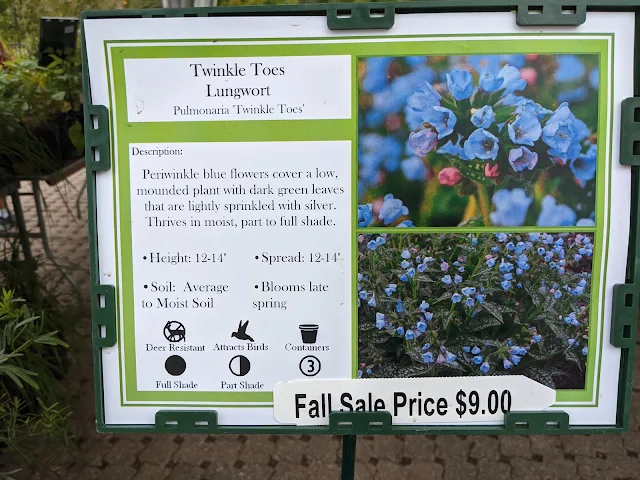 Twinkle Toes
Lungwort
Pulmonaria 'Twinkle Toes'
Description:
Periwinkle blue flowers cover a low,
mounded plant with dark green leaves
that are lightly sprinkled with silver.
Thrives in moist, part to full shade.
•Height: 12-14"
•Spread: 12-14"
•Soil: Average
to Moist Soil
•Blooms late
spring
Deer Resistant
Attracts Birds
Containers
3
Full Shade
Part Shade
Fall Sale Price $9.00